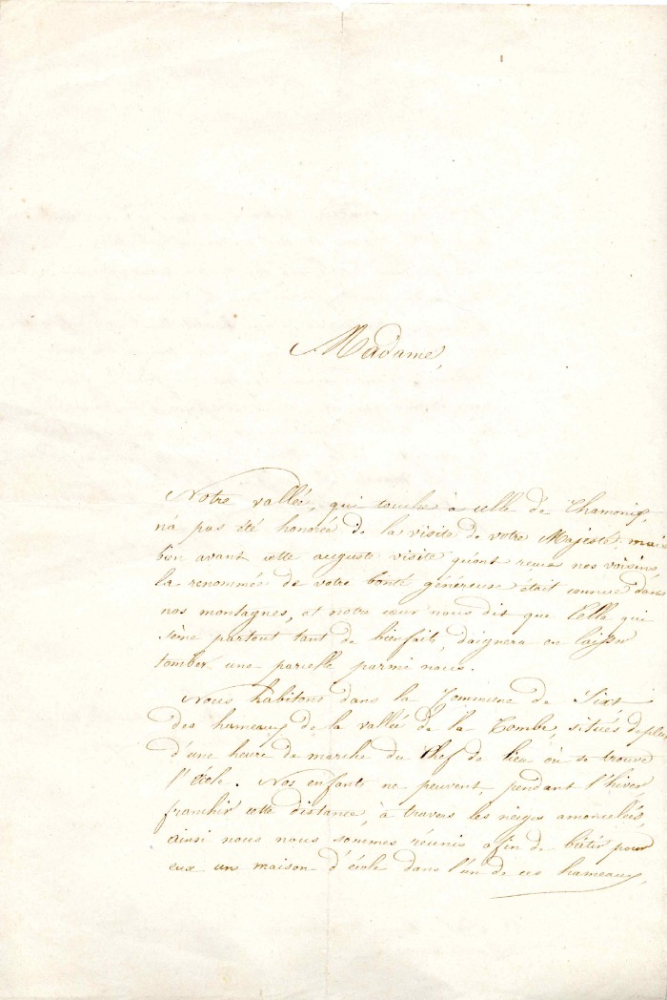 Madame,
Notre vallée, qui touche à celle de Chamonix,
n'a pas été honorée de la visite de votre Majesté: mais
bien avant cette auguste visite qu'ont reçue nos voisins,
la renommée de votre bonté généreuse était connue dans
nos montagnes, et notre cœur nous dit que Celle qui
sème partout tant de bienfaits, daignera en laisser
tomber une parcelle parmi nous.
Nous habitons dans la Commune de Sixt
des hameaux de la vallée de la Combe, situés de plus
d'une heure de marche du Chef de lieu où se trouve
l'école. Nos enfants ne peuvent, pendant l'hiver,
franchir cette distance, à travers les neiges amoncelées,
ainsi nous nous sommes réunis afin de bâtir pour
eux une maison d'école dans l'un de ces hameaux,